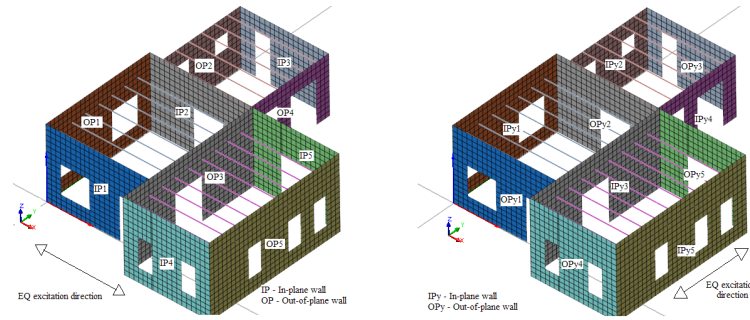 OP2
IP3
OP1
IP2
OP4
IP1
OP3
IP5
IP4
OP5
Z
Y
X
EQ excitation direction
IP - In-plane wall
OP - Out-of-plane wall
IPy2
OPy3
IPy1
OPy2
IPy4
OPy1
IPy3
OPy5
OPy4
IPy5
Z
Y
X
EQ excitati
direction
IPy - In-plane wall
OPy - Out-of-plane wall